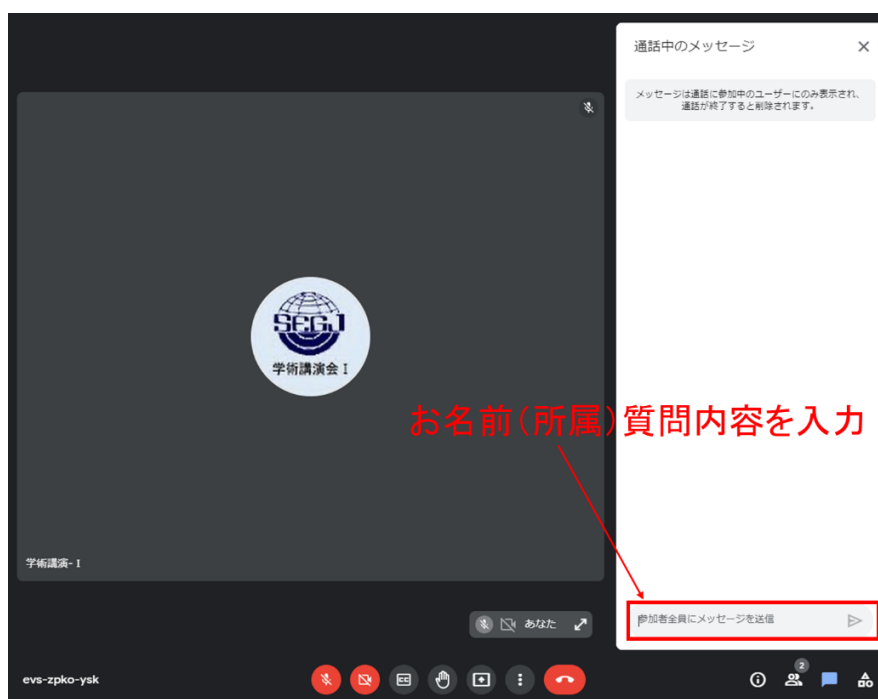 通話中のメッセージ
メッセージは通話に参加中のユーザーにのみ表示され、
通話が終了すると削除されます。
SEGJ
学術講演会 I
お名前(所属)質問内容を入力
学術講演- I
参加者全員にメッセージを送信
あなた
evs-zpko-ysk
2